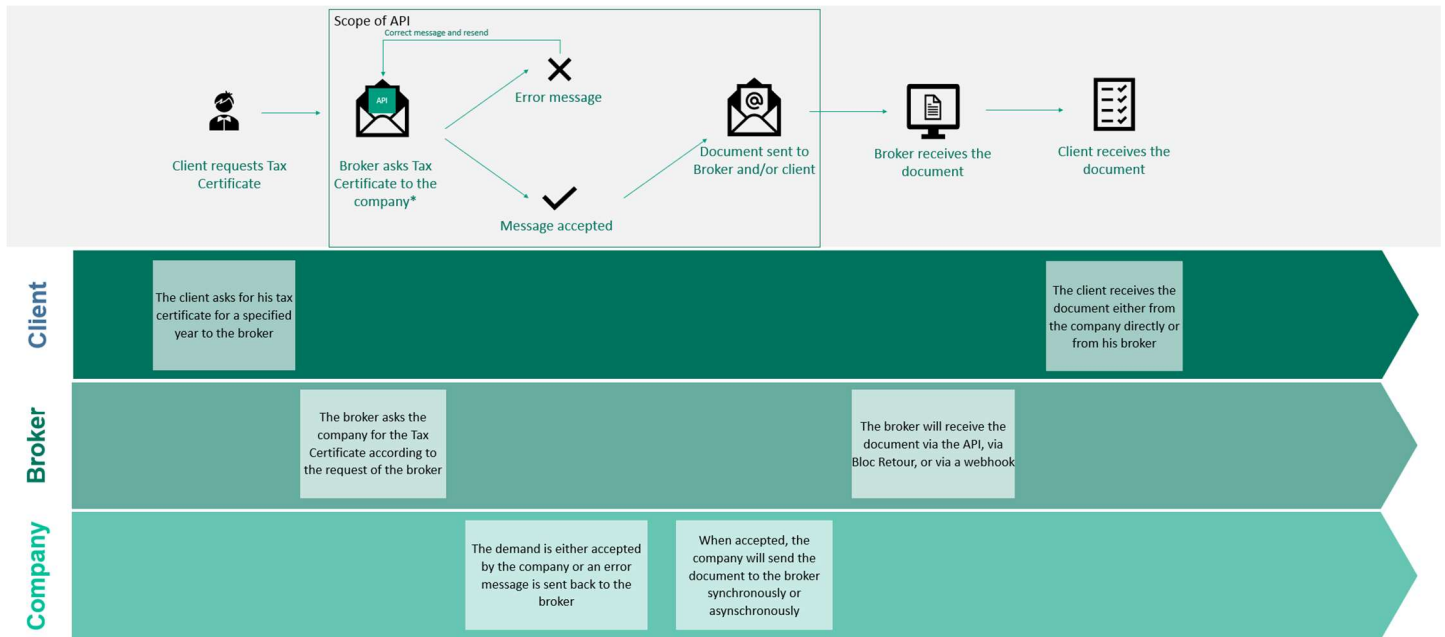 Scope of API
Correct message and resend
API
@
Error message
Client requests Tax
Certificate
Broker asks Tax
Certificate to the
company*
Message accepted
Document sent to
Broker and/or client
Broker receives the
document
Client receives the
document
Client
The client asks for his tax
certificate for a specified
year to the broker
The client receives the
document either from
the company directly or
from his broker
Broker
The broker asks the
company for the Tax
Certificate according to
the request of the broker
The broker will receive the
document via the API, via
Bloc Retour, or via a webhook
Company
The demand is either accepted
by the company or an error
message is sent back to the
broker
When accepted, the
company will send the
document to the broker
synchronously or
asynschronously